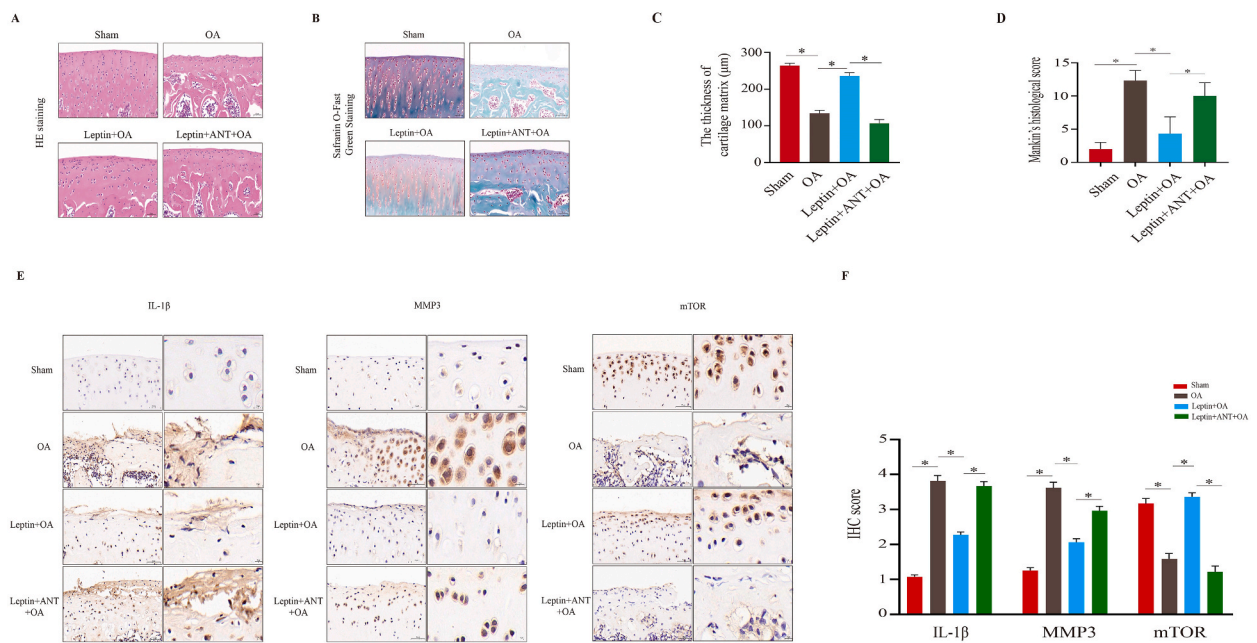 A
Sham
OA
HE staining
Leptin+OA
Leptin+ANT+OA
B
Sham
OA
Safranin O-Fast
Green Staining
Leptin+OA
Leptin+ANT+OA
C
The thickness of
cartilage matrix (μm)
300
200
100
0
*
*
*
Sham
OA
Leptin+OA
Leptin+ANT+OA
D
Mankin's histological score
15
10
5
0
*
*
*
Sham
OA
Leptin+OA
Leptin+ANT+OA
E
IL-1β
MMP3
mTOR
Sham
Sham
Sham
OA
OA
OA
Leptin+OA
Leptin+OA
Leptin+OA
Leptin+ANT
+OA
Leptin+ANT
+OA
Leptin+ANT
+OA
F
Sham
OA
Leptin+OA
Leptin+ANT+OA
IHC score
5
4
3
2
1
0
*
*
*
*
*
*
*
*
*
IL-1β
MMP3
mTOR